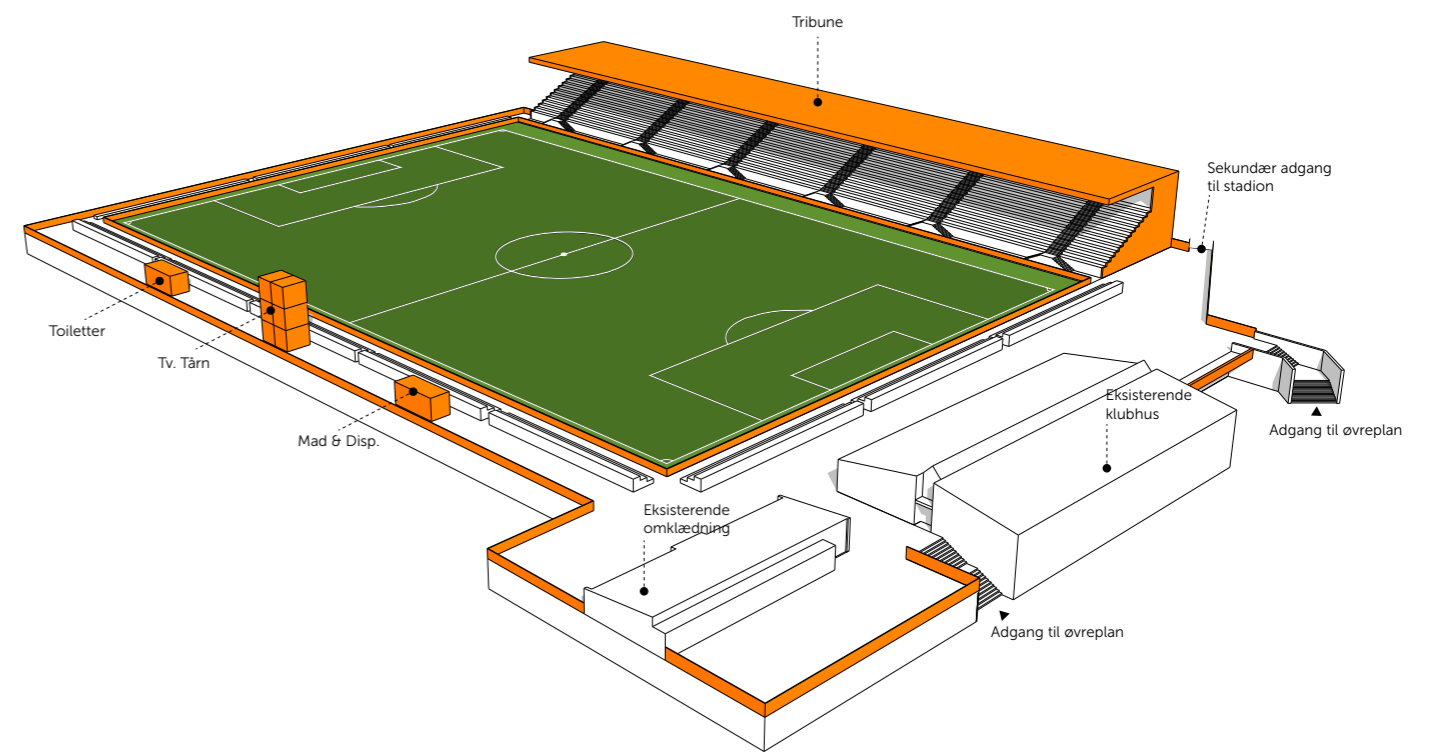 Tribune
Sekundær adgang
til stadion
Toiletter
Tv. Tårn
Mad & Disp.
Eksisterende
klubhus
Adgang til øvreplan
Eksisterende
omklædning
Adgang til øvreplan